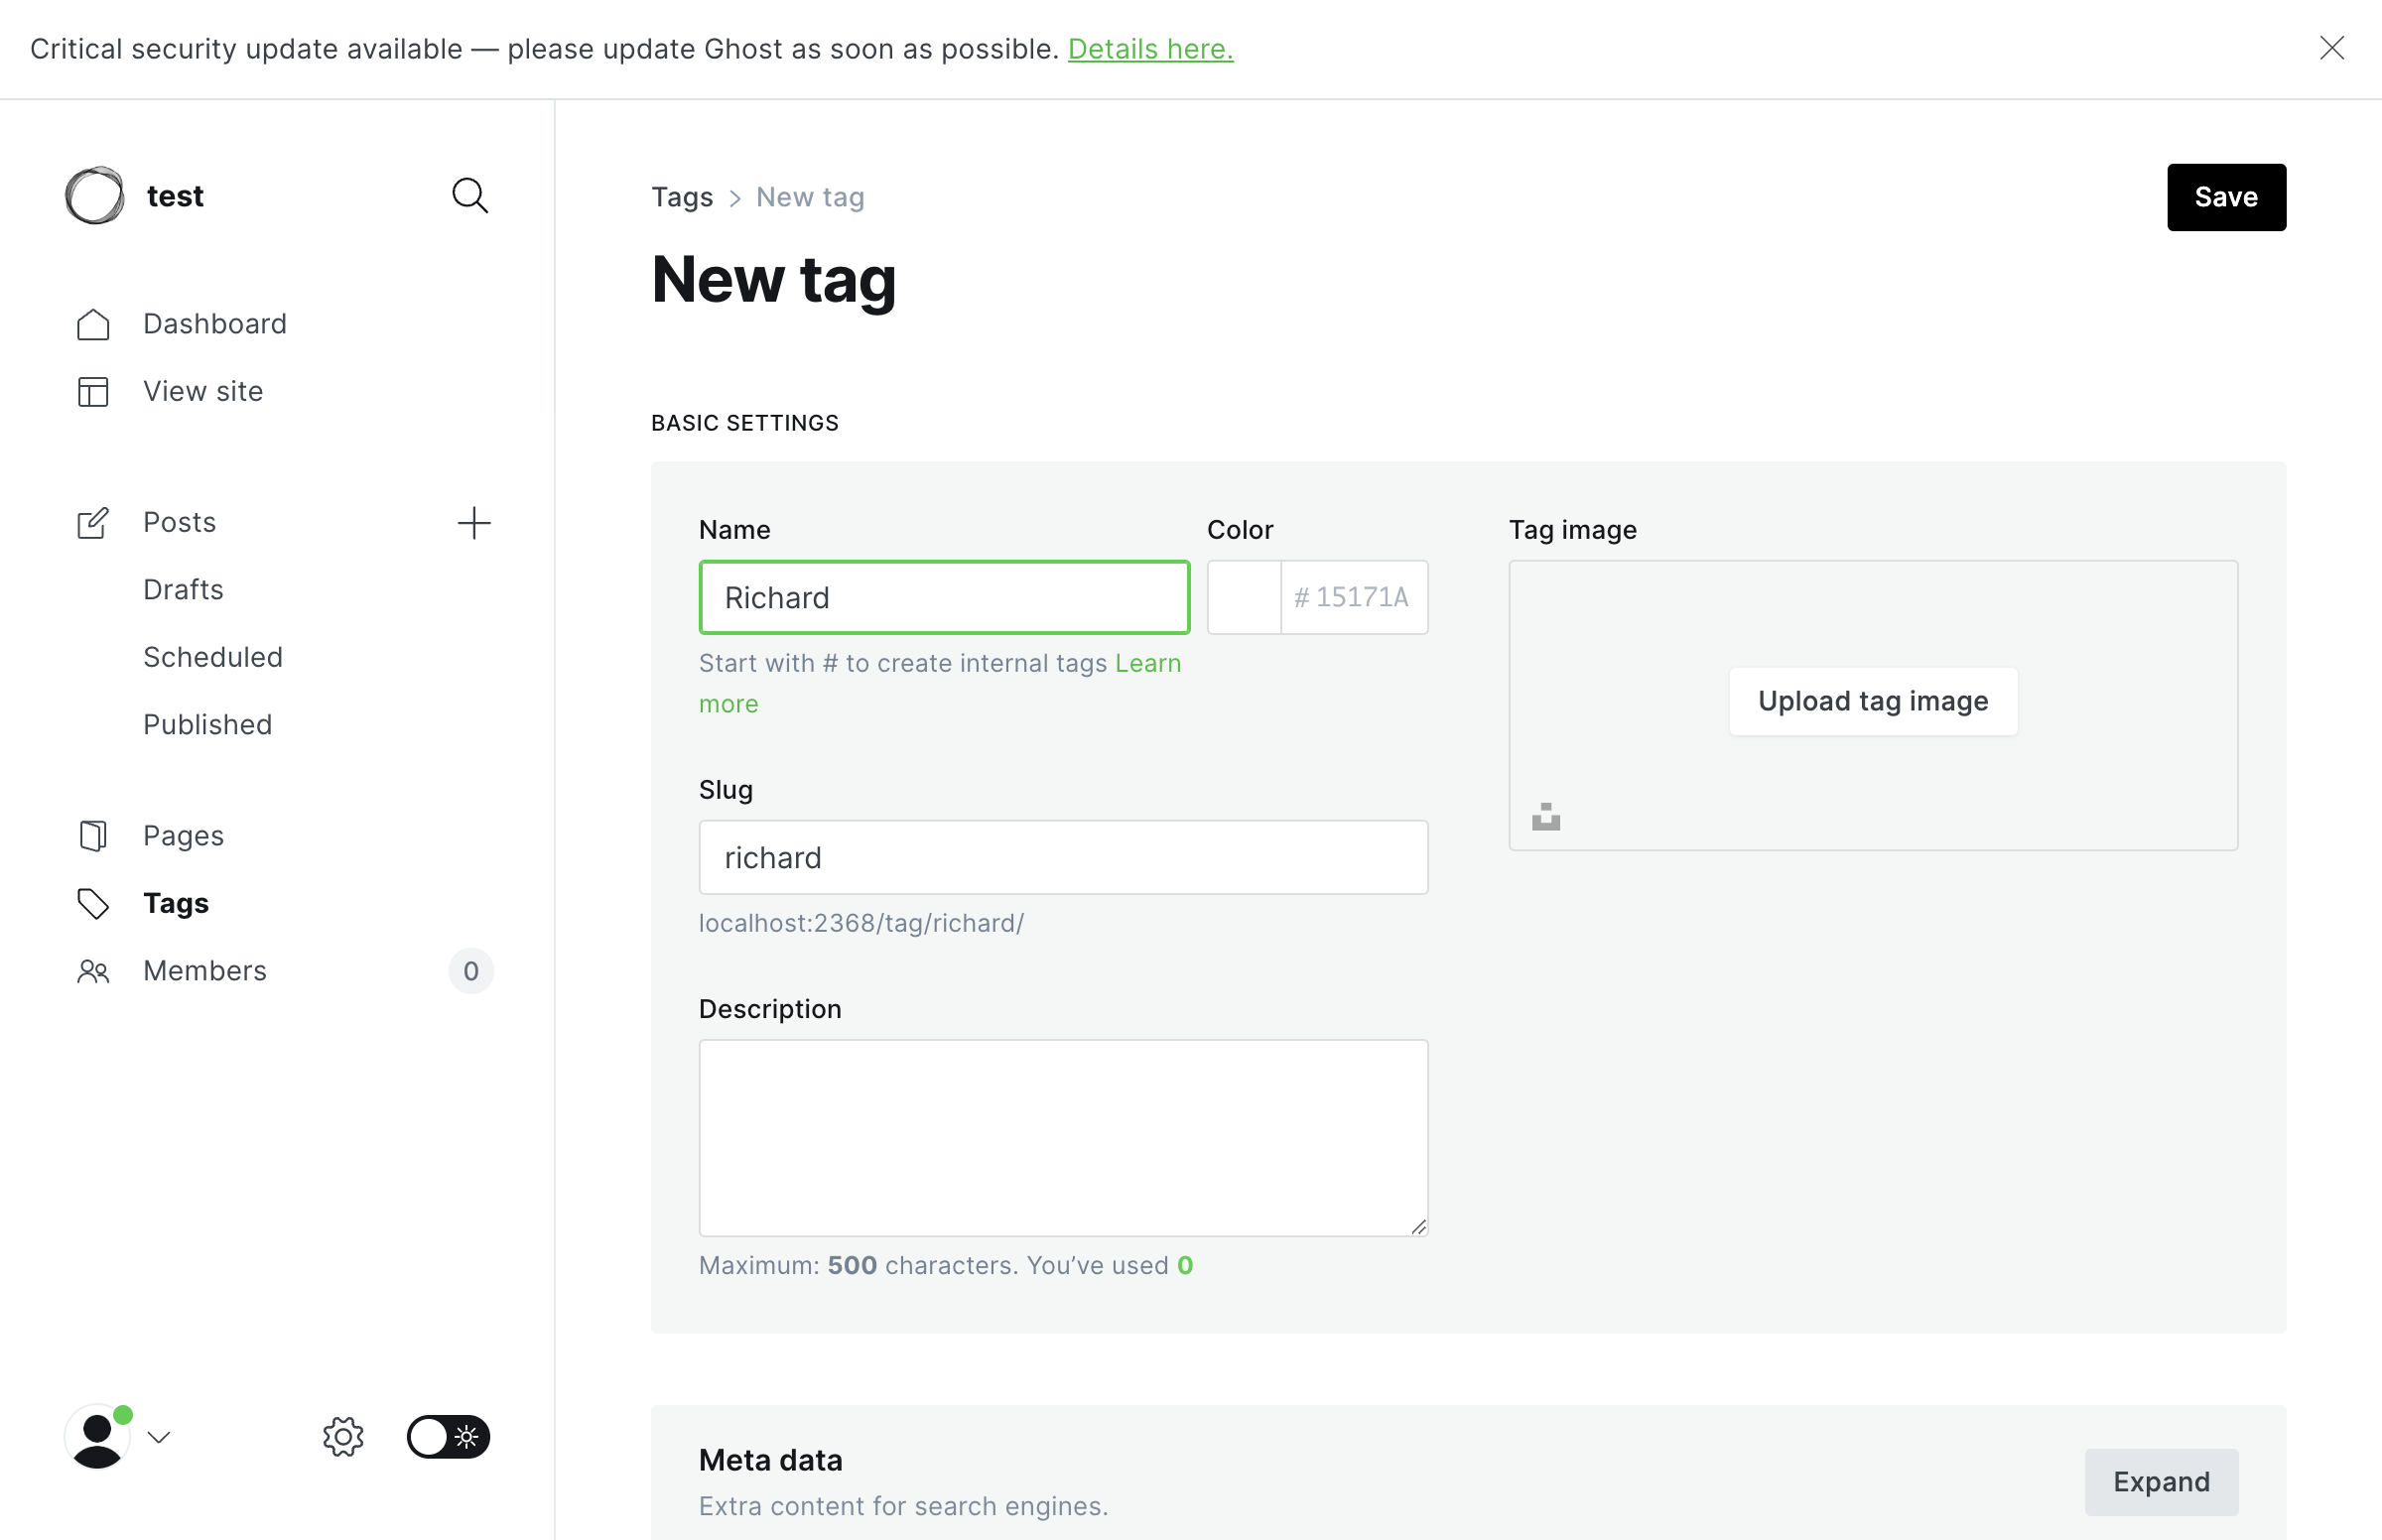 Critical security update available — please update Ghost as soon as possible. Details here.
test
Dashboard
View site
Posts
Drafts
Scheduled
Published
Pages
Tags
Members
0
Tags > New tag
Save
New tag
BASIC SETTINGS
Name
Richard
Start with # to create internal tags Learn
more
Color
# 15171A
Tag image
Upload tag image
Slug
richard
localhost:2368/tag/richard/
Description
Maximum: 500 characters. You’ve used 0
Meta data
Extra content for search engines.
Expand